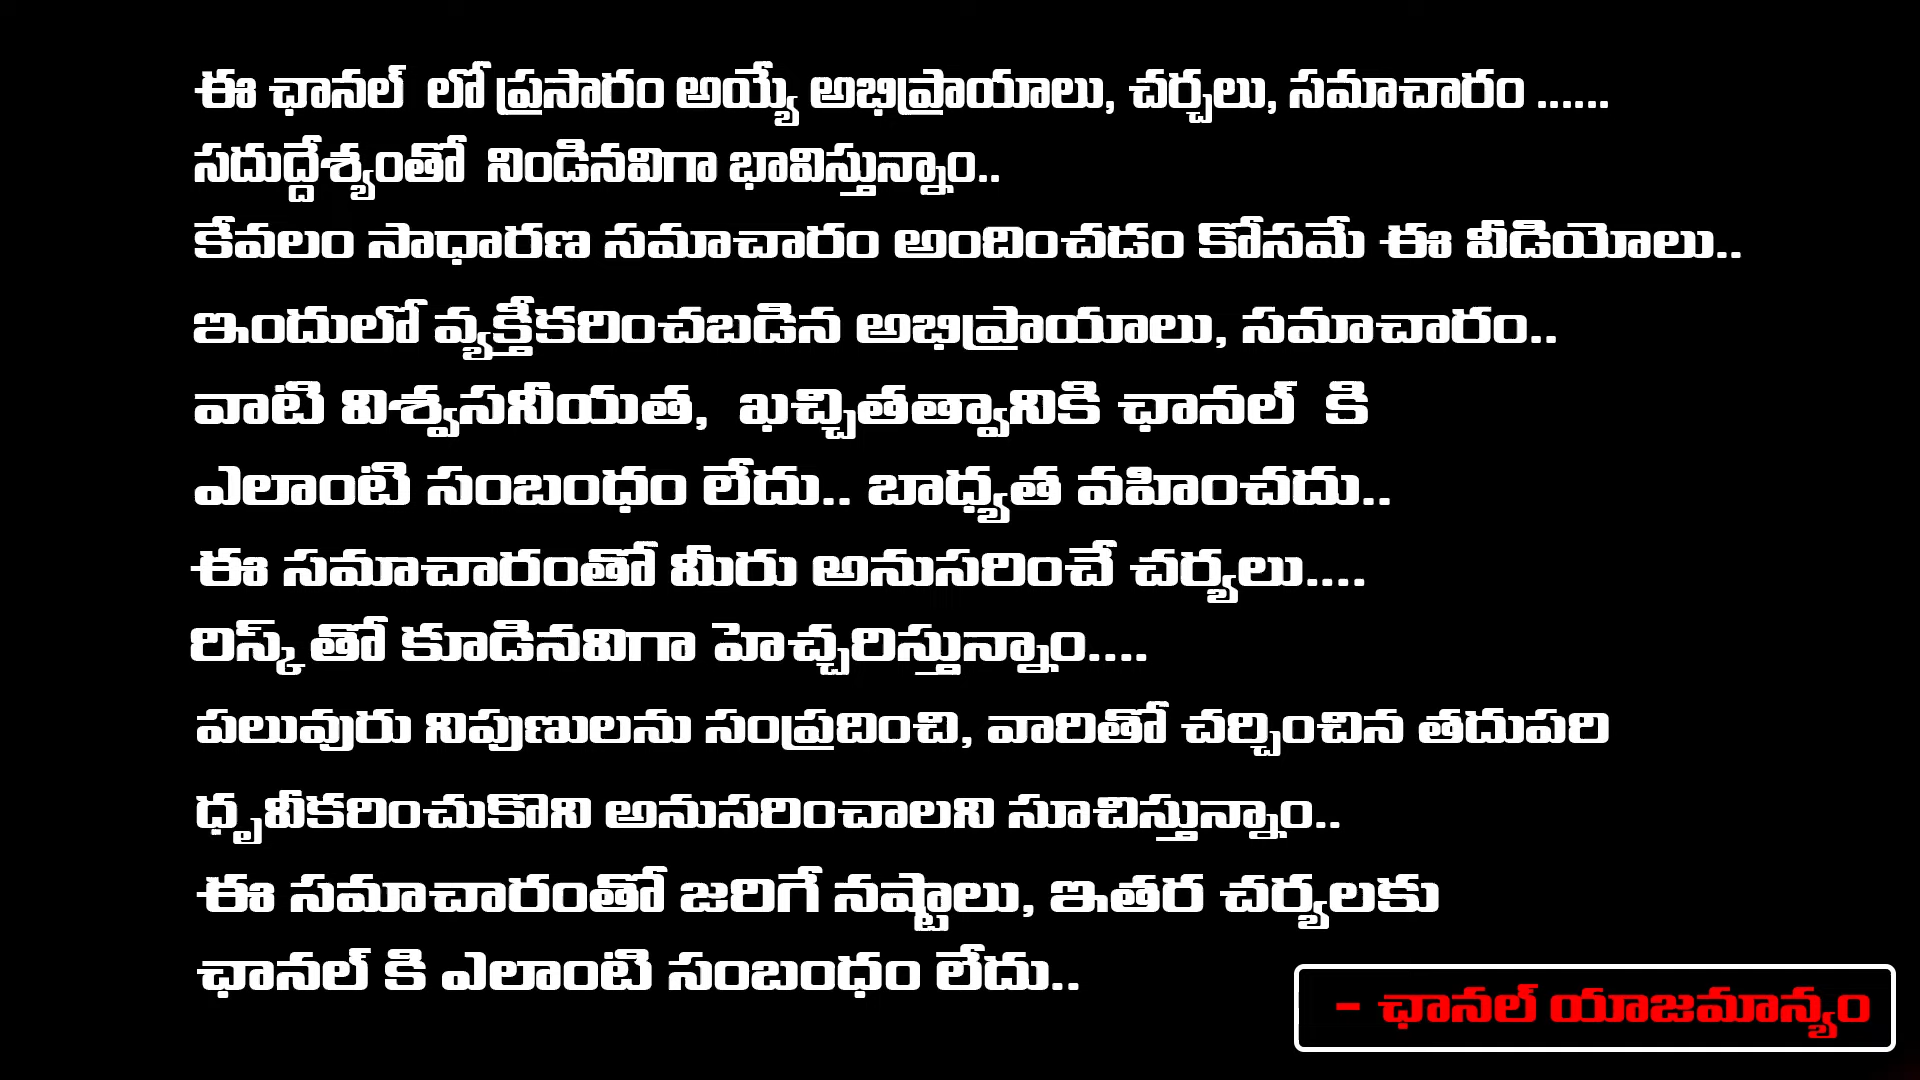 ఈ ఛానల్ లో ప్రసారం అయ్యే అభిప్రాయాలు, చర్చలు, సమాచారం ......
సదుద్దేశ్యంతో నిండినవిగా భావిస్తున్నాం..
కేవలం సాధారణ సమాచారం అందించడం కోసమే ఈ వీడియోలు..
ఇందులో వ్యక్తీకరించబడిన అభిప్రాయాలు, సమాచారం..
వాటి విశ్వసనీయత, ఖచ్చితత్వానికి ఛానల్ కి
ఎలాంటి సంబంధం లేదు.. బాధ్యత వహించదు..
ఈ సమాచారంతో మీరు అనుసరించే చర్యలు....
రిస్క్ తో కూడినవిగా హెచ్చరిస్తున్నాం....
పలువురు నిపుణులను సంప్రదించి, వారితో చర్చించిన తదుపరి
ధృవీకరించుకొని అనుసరించాలని సూచిస్తున్నాం..
ఈ సమాచారంతో జరిగే నష్టాలు, ఇతర చర్యలకు
ఛానల్ కి ఎలాంటి సంబంధం లేదు..
- ఛానల్ యాజమాన్యం